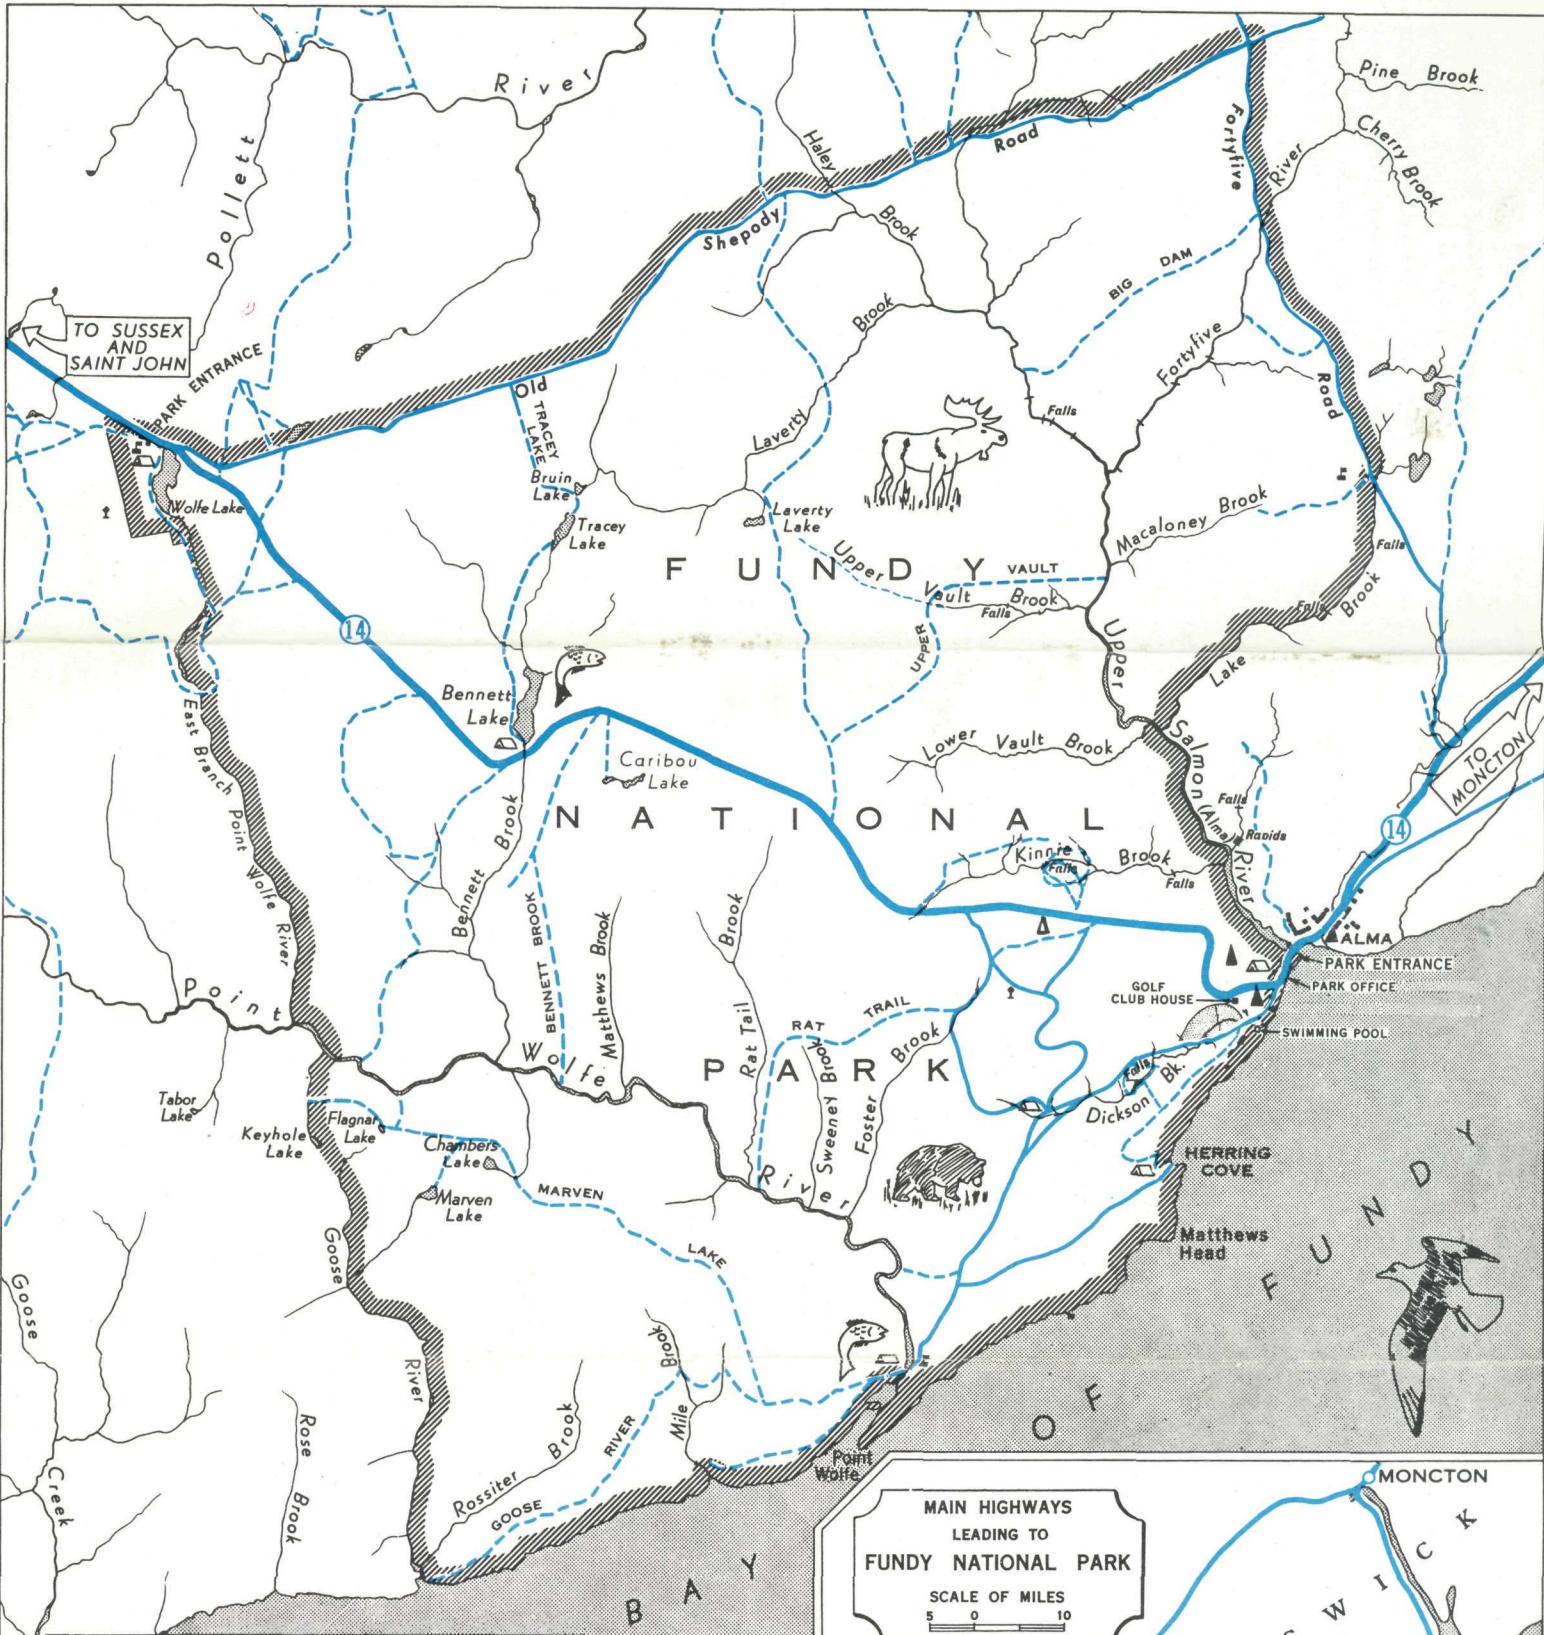 River
Pollett
Pine Brook
Cherry Brook
Haley
Brook
Road
Fortyfive
River
Shepody
BIG DAM
TO SUSSEX
AND
SAINT JOHN
PARK ENTRANCE
Brook
Laverty
Fortyfive
Road
Old
TRACEY
LAKE
Falls
Bruin
Lake
Tracey
Lake
Wolfe Lake
Laverty
Lake
Macaloney Brook
Falls
FUNDY
Upper
Vault Brook
VAULT
Falls
UPPER
Falls
Brook
Lake
14
Upper
Salmon
(Alma)
River
Bennett
Lake
East Branch Point Wolfe River
Caribou
Lake
Lower Vault Brook
TO
MONCTON
14
NATIONAL
Falls
Rapids
Kinnie
Falls
Brook
Falls
Bennett Brook
BENNETT BROOK
Matthews Brook
Rat Tail Brook
ALMA
PARK ENTRANCE
PARK OFFICE
GOLF
CLUB HOUSE
SWIMMING POOL
Point
Wolfe
River
RAT TRAIL
Sweeney Brook
Foster Brook
PARK
Falls
Dickson Bk.
Tabor
Lake
Keyhole
Lake
Flagnar
Lake
Chambers
Lake
Marven
Lake
MARVEN
LAKE
HERRING
COVE
Matthews
Head
Goose
River
Goose
Creek
Rose
Brook
Rossiter Brook
GOOSE RIVER
Mile Brook
Point
Wolfe
BAY
OF
FUNDY
MAIN HIGHWAYS
LEADING TO
FUNDY NATIONAL PARK
SCALE OF MILES
5 0 10
MONCTON
SWICK